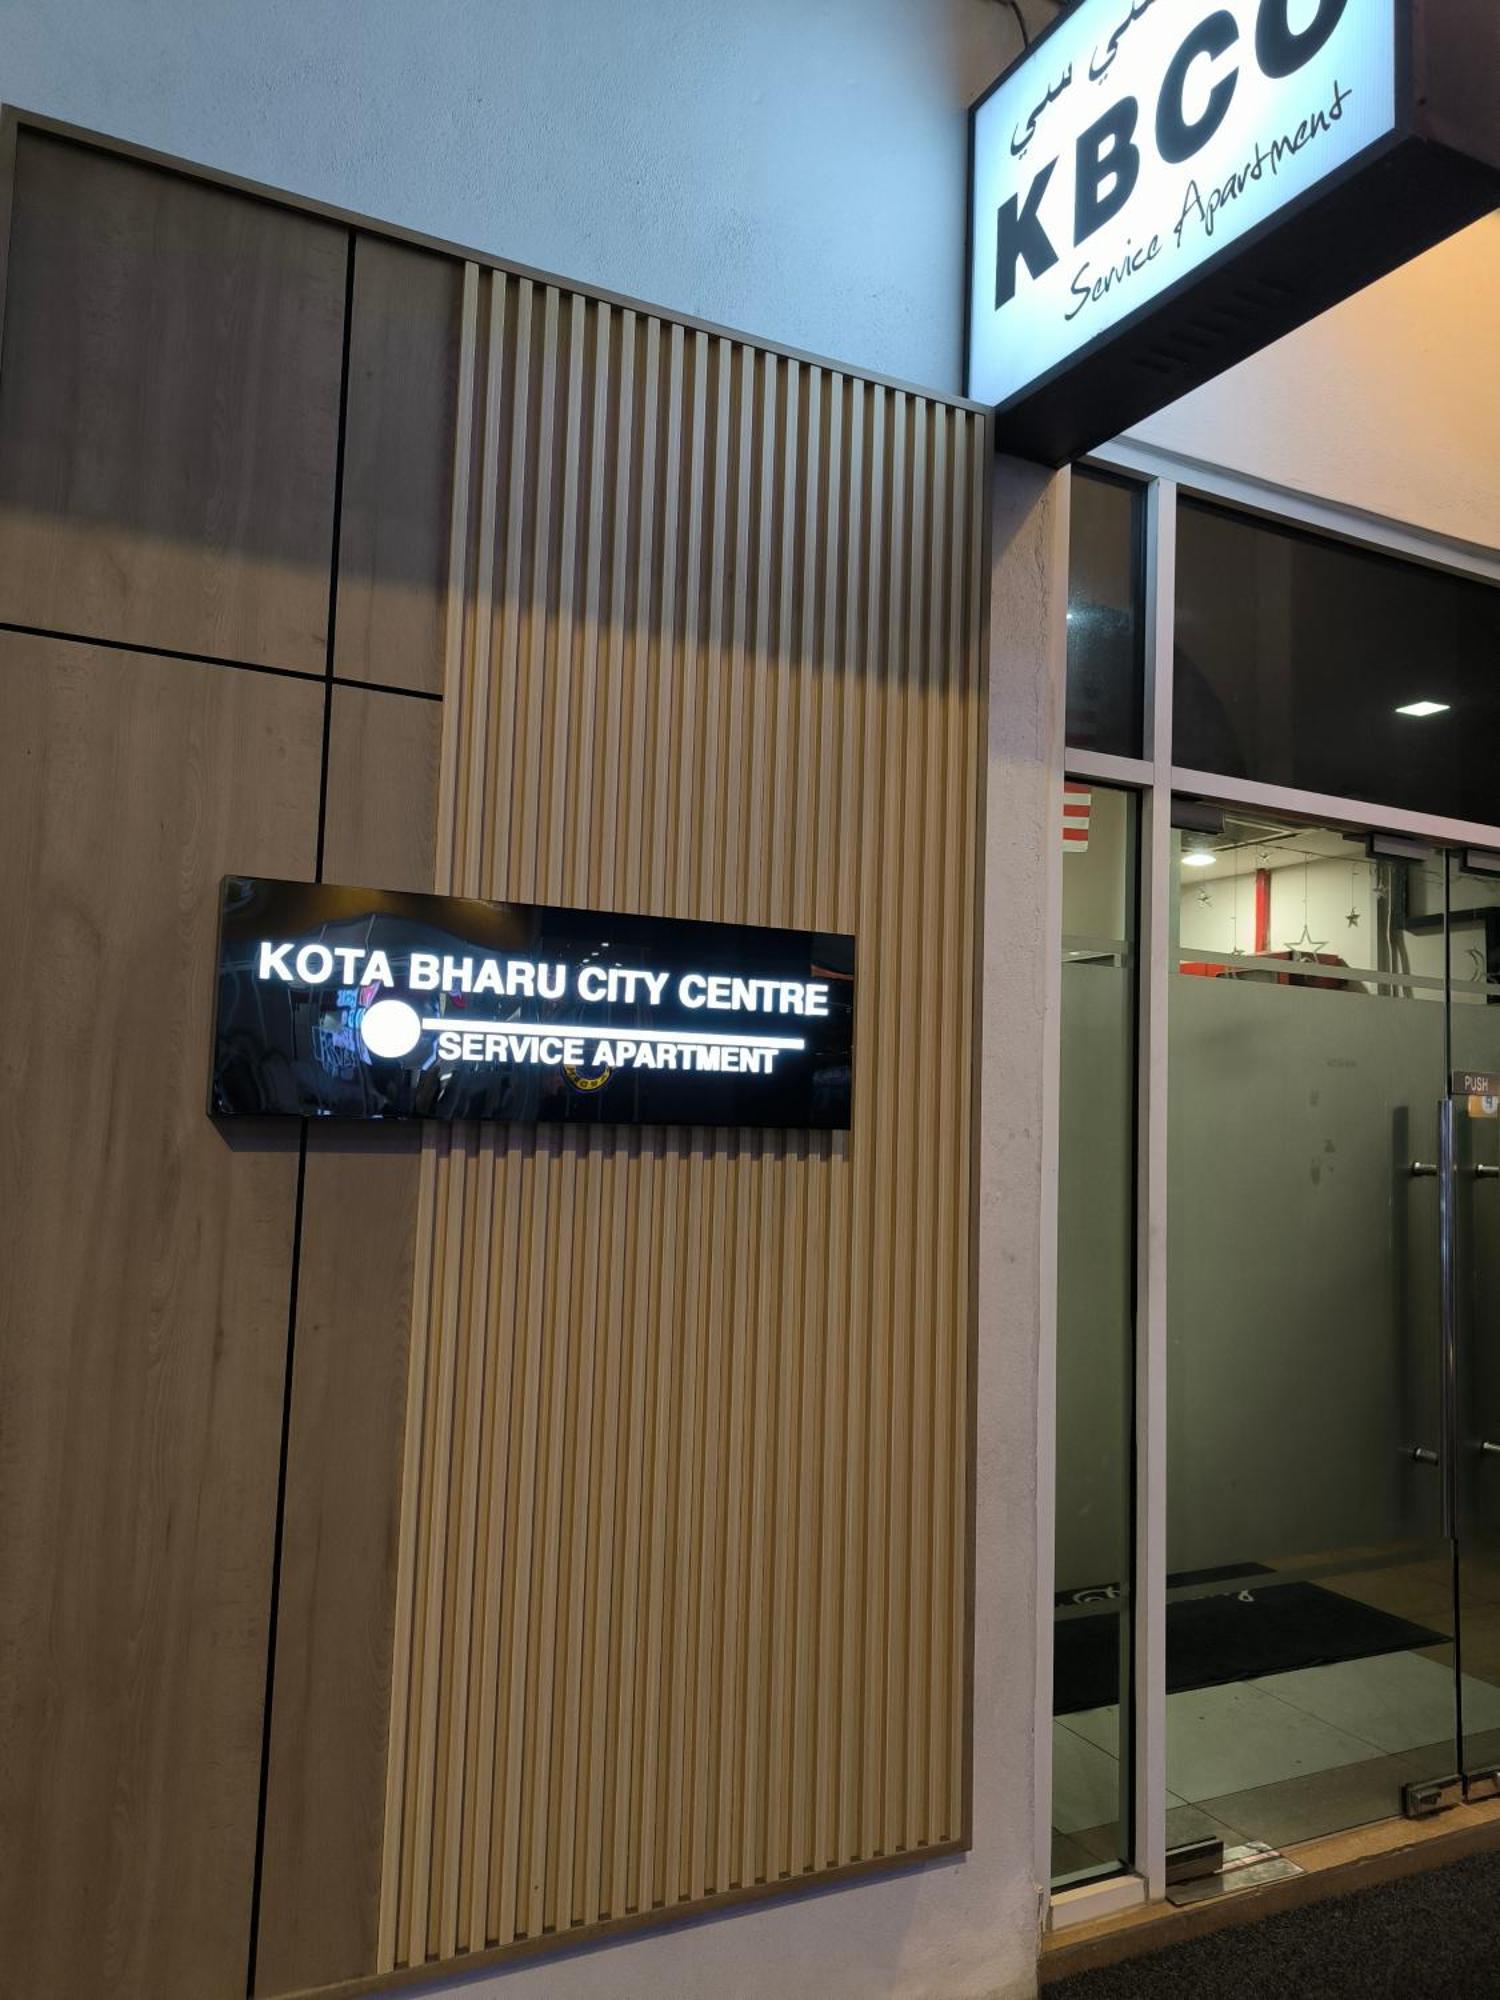 KBCC
Service Apartment
KOTA BHARU CITY CENTRE
SERVICE APARTMENT
PUSH